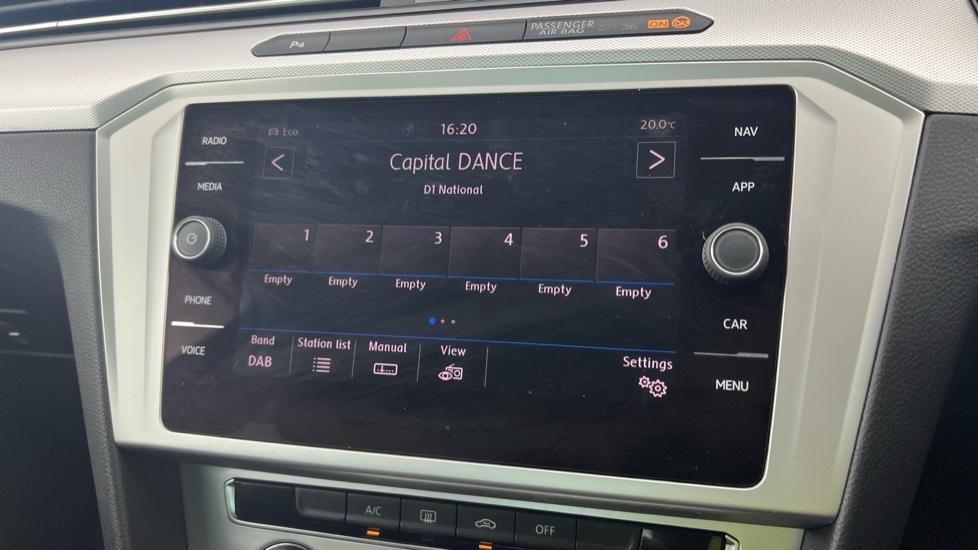 PASSENGER
AIR BAG
OFF
ON
RADIO
MEDIA
PHONE
VOICE
Eco
16:20
20.0°C
<
Capital DANCE
>
D1 National
1 2 3 4 5 6
Empty Empty Empty Empty Empty Empty
Band
DAB
Station list
Manual
View
Settings
NAV
APP
CAR
MENU
A/C
OFF